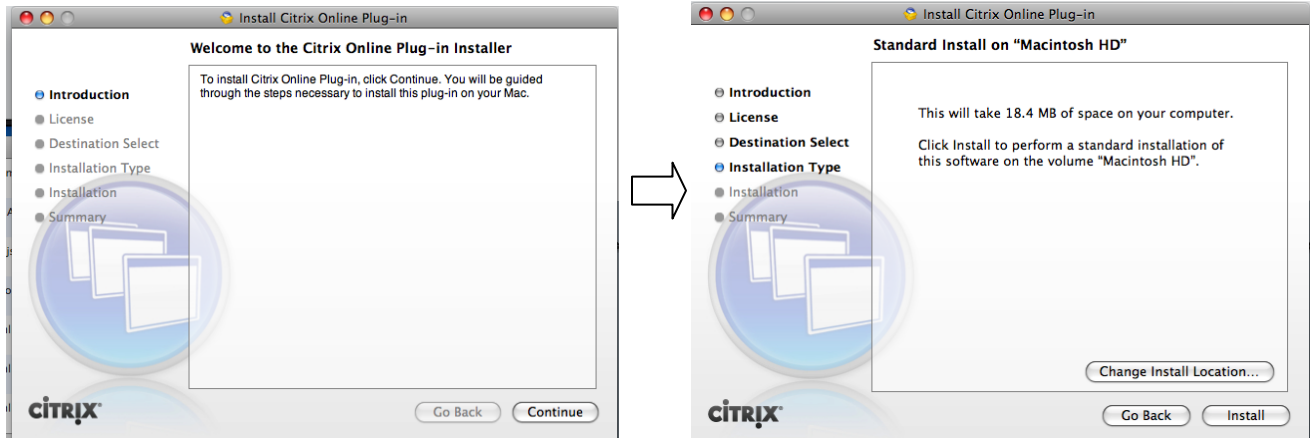 Install Citrix Online Plug-in
Welcome to the Citrix Online Plug-in Installer
Introduction
License
Destination Select
Installation Type
Installation
Summary
To install Citrix Online Plug-in, click Continue. You will be guided
through the steps necessary to install this plug-in on your Mac.
CITRIX
Go Back
Continue
Install Citrix Online Plug-in
Standard Install on “Macintosh HD”
Introduction
License
Destination Select
Installation Type
Installation
Summary
This will take 18.4 MB of space on your computer.
Click Install to perform a standard installation of
this software on the volume “Macintosh HD”.
Change Install Location...
CITRIX
Go Back
Install